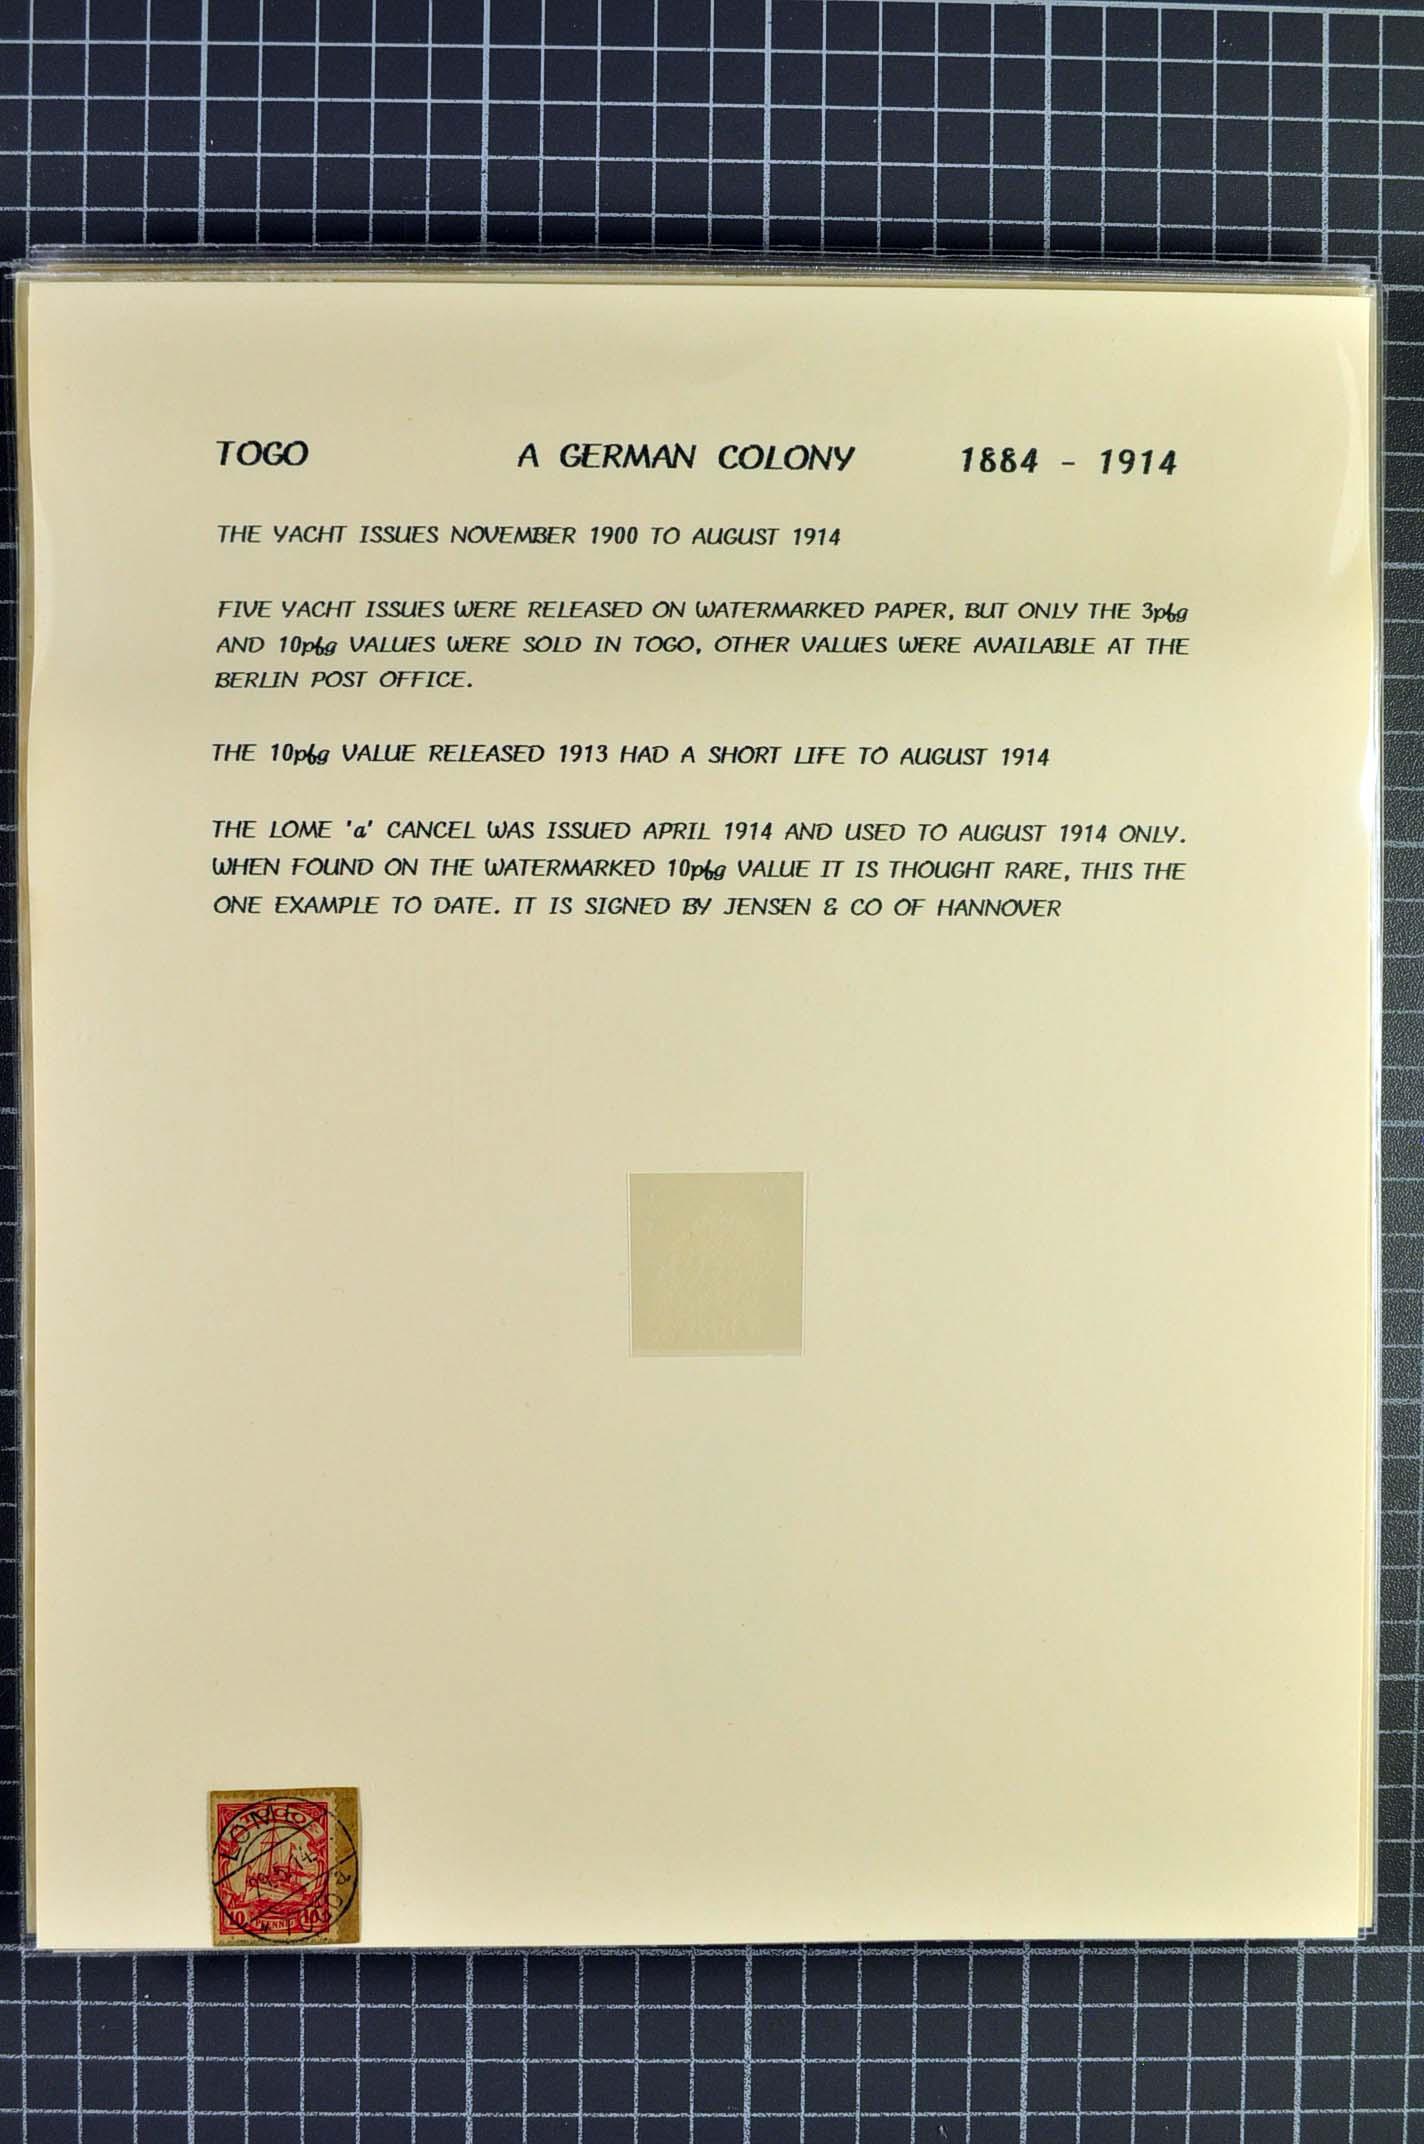 TOGO A GERMAN COLONY 1884 - 1914
THE YACHT ISSUES NOVEMBER 1900 TO AUGUST 1914
FIVE YACHT ISSUES WERE RELEASED ON WATERMARKED PAPER, BUT ONLY THE 3pfg
AND 10pfg VALUES WERE SOLD IN TOGO, OTHER VALUES WERE AVAILABLE AT THE
BERLIN POST OFFICE.
THE 10pfg VALUE RELEASED 1913 HAD A SHORT LIFE TO AUGUST 1914
THE LOME 'a' CANCEL WAS ISSUED APRIL 1914 AND USED TO AUGUST 1914 ONLY.
WHEN FOUND ON THE WATERMARKED 10pfg VALUE IT IS THOUGHT RARE, THIS THE
ONE EXAMPLE TO DATE. IT IS SIGNED BY JENSEN & CO OF HANNOVER
TOGO
10 PFENNIG 10